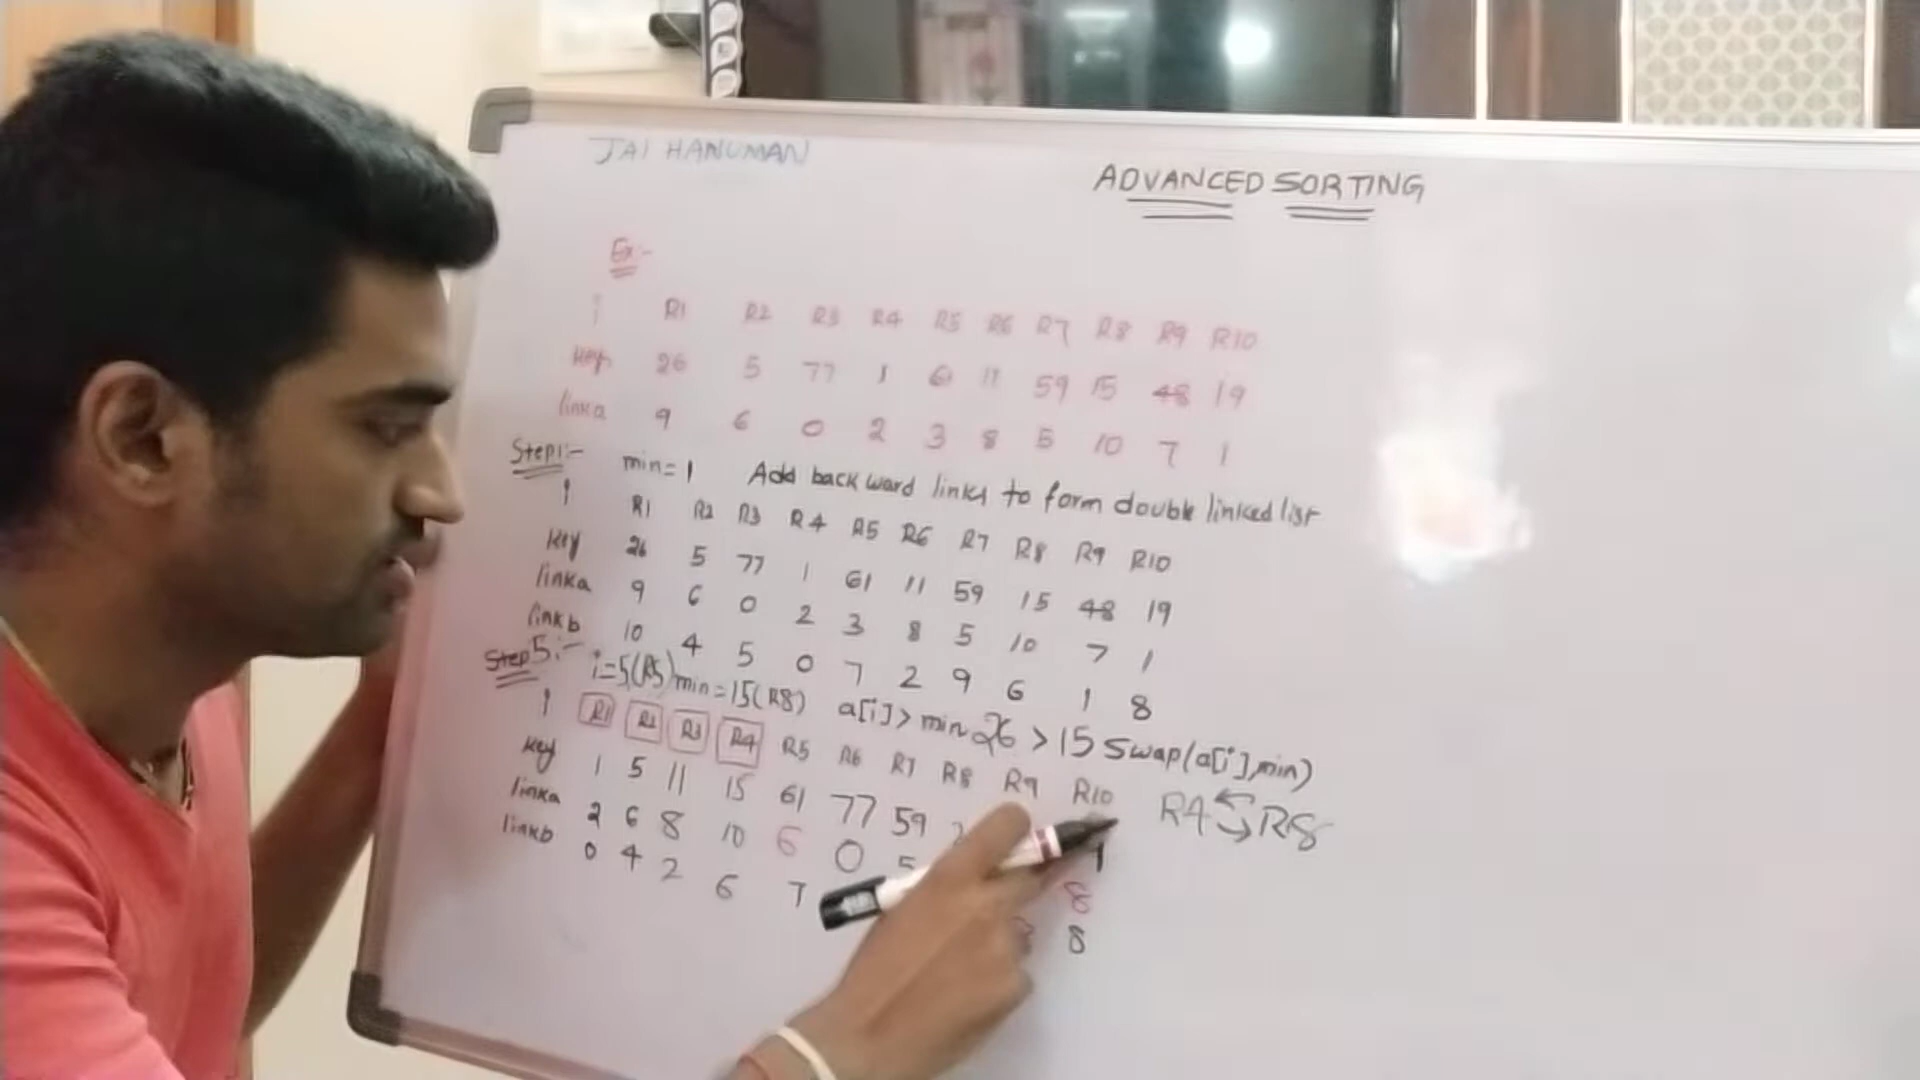 JAI HANUMAN
ADVANCED SORTING
Ex:-
i R1 R2 R3 R4 R5 R6 R7 R8 R9 R10
key 26 5 77 1 61 11 59 15 48 19
linka 9 6 0 2 3 8 5 10 7 1
Step1:- min=1 Add backward links to form double linked list
i R1 R2 R3 R4 R5 R6 R7 R8 R9 R10
key 26 5 77 1 61 11 59 15 48 19
linka 9 6 0 2 3 8 5 10 7 1
linkb 10 4 5 0 7 2 9 6 1 8
Step5:- i=5(R5) min=15(R8) a[i]>min 26>15 Swap(a[i],min)
i R1 R2 R3 R4 R5 R6 R7 R8 R9 R10 R4 R8
key 1 5 11 15 61 77 59 1
linka 2 6 8 10 6 0 5 8
linkb 0 4 2 6 7 8